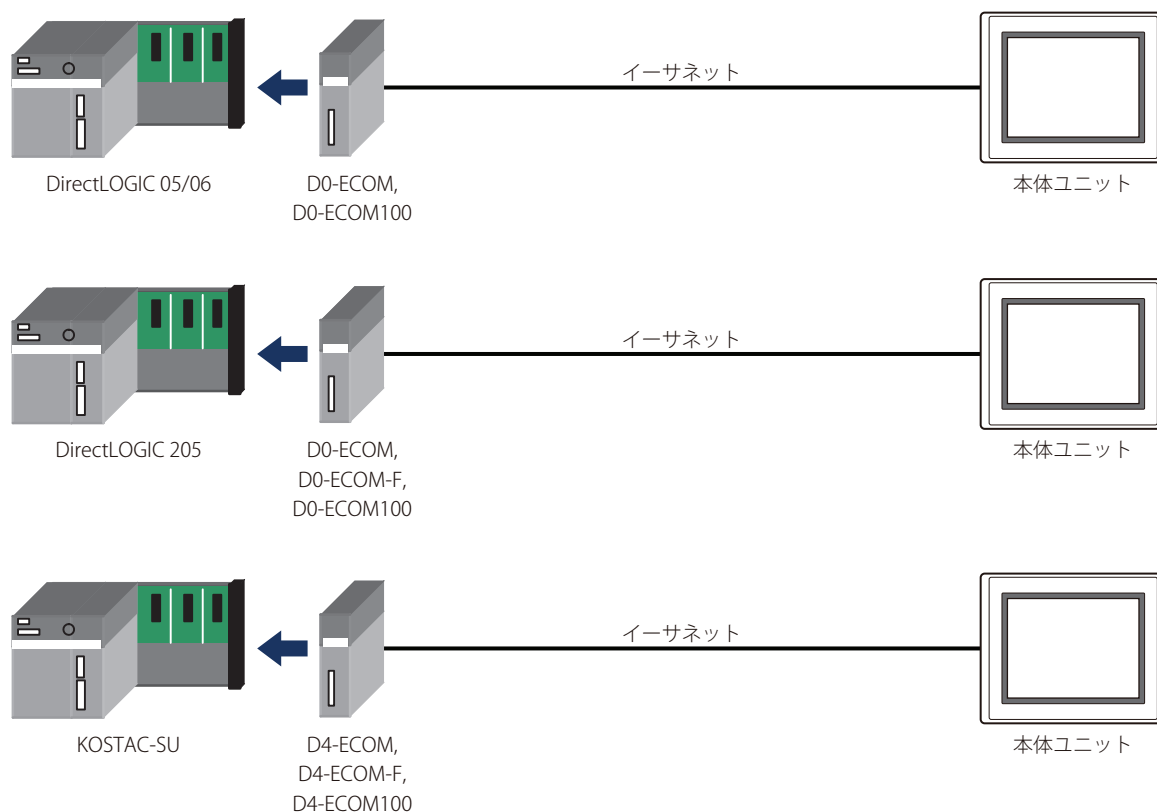 イーサネット
DirectLOGIC 05/06
D0-ECOM,
D0-ECOM100
本体ユニット
イーサネット
DirectLOGIC 205
D0-ECOM,
D0-ECOM-F,
D0-ECOM100
本体ユニット
イーサネット
KOSTAC-SU
D4-ECOM,
D4-ECOM-F,
D4-ECOM100
本体ユニット